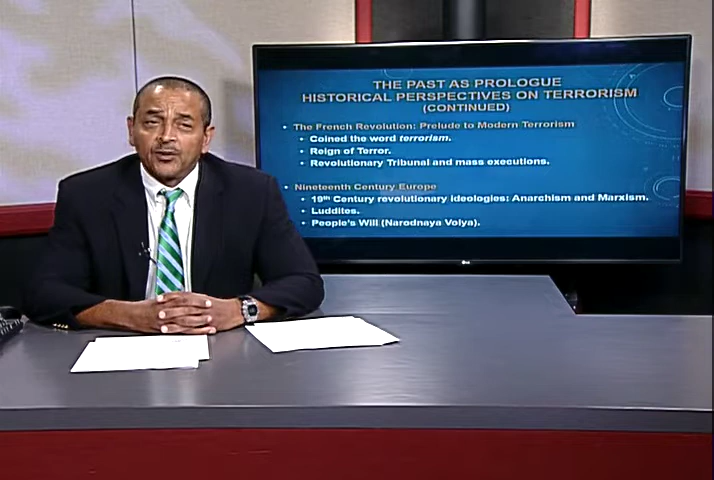 THE PAST AS PROLOGUE
HISTORICAL PERSPECTIVES ON TERRORISM
(CONTINUED)
• The French Revolution: Prelude to Modern Terrorism
• Coined the word terrorism.
• Reign of Terror.
• Revolutionary Tribunal and mass executions.
• Nineteenth Century Europe
• 19th Century revolutionary ideologies: Anarchism and Marxism.
• Luddites.
• People's Will (Narodnaya Volya).
LG